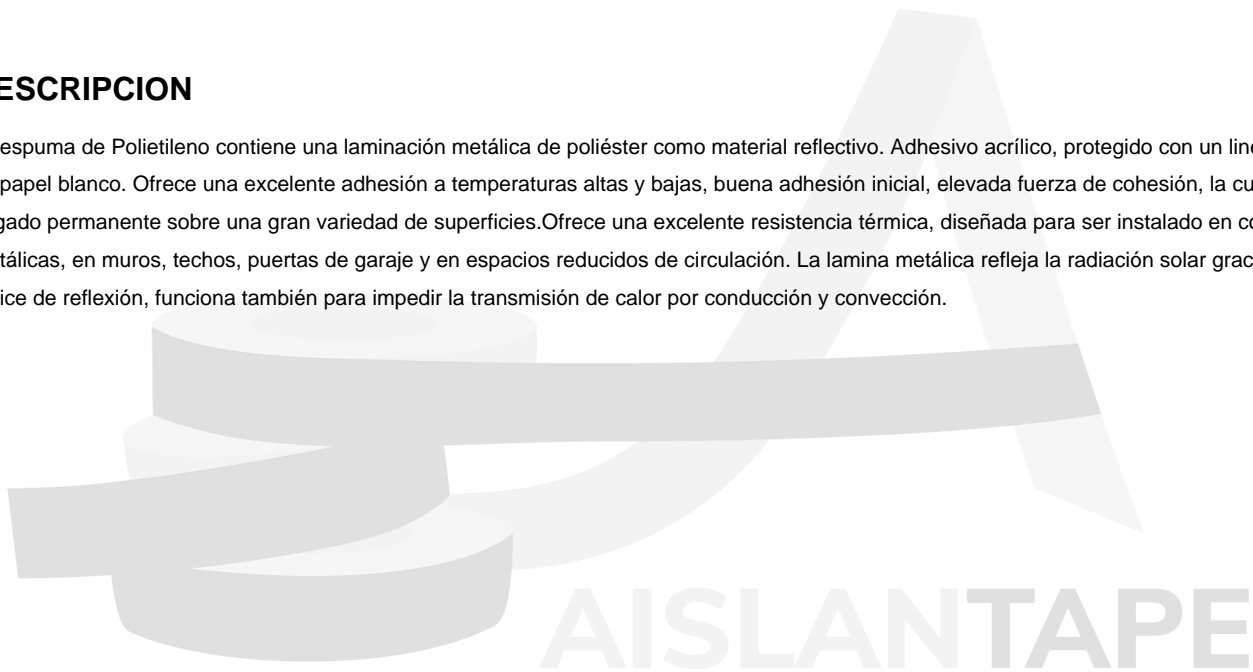 ESCRIPCION
espuma de Polietileno contiene una laminación metálica de poliéster como material reflectivo. Adhesivo acrílico, protegido con un line
papel blanco. Ofrece una excelente adhesión a temperaturas altas y bajas, buena adhesión inicial, elevada fuerza de cohesión, la cu
gado permanente sobre una gran variedad de superficies.Ofrece una excelente resistencia térmica, diseñada para ser instalado en co
tálicas, en muros, techos, puertas de garaje y en espacios reducidos de circulación. La lamina metálica refleja la radiación solar grac
ice de reflexión, funciona también para impedir la transmisión de calor por conducción y convección.
AISLANTAPE